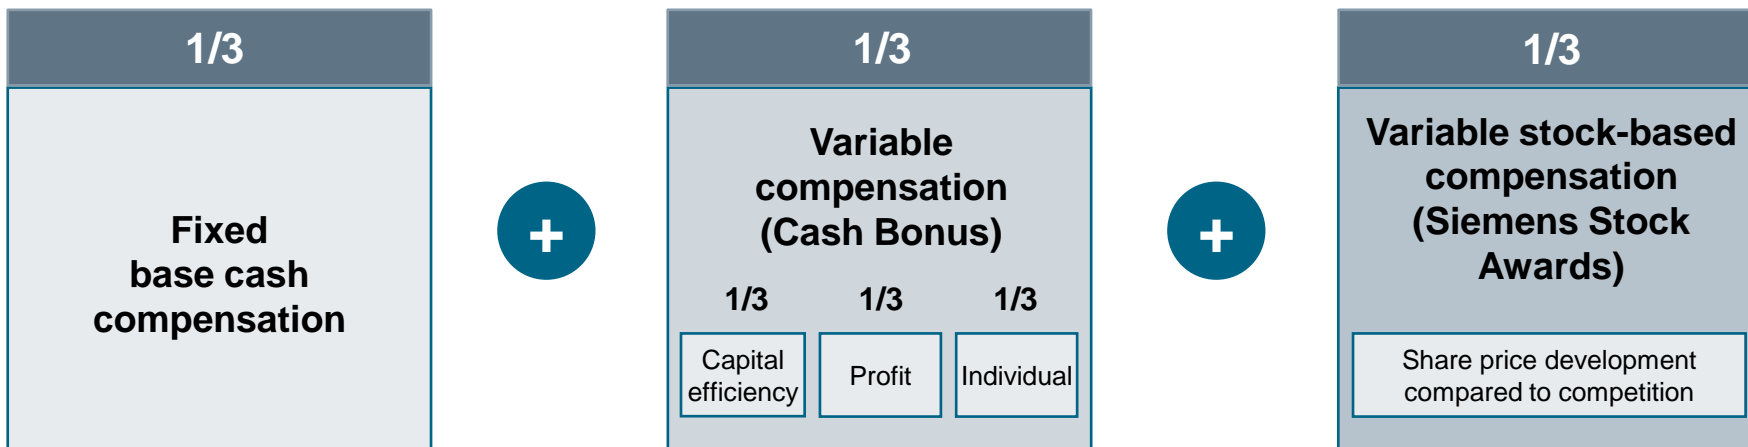 1/3
Fixed
base cash
compensation
+
1/3
Variable
compensation
(Cash Bonus)
1/3 1/3 1/3
Capital
efficiency
Profit
Individual
+
1/3
Variable stock-based
compensation
(Siemens Stock
Awards)
Share price development
compared to competition